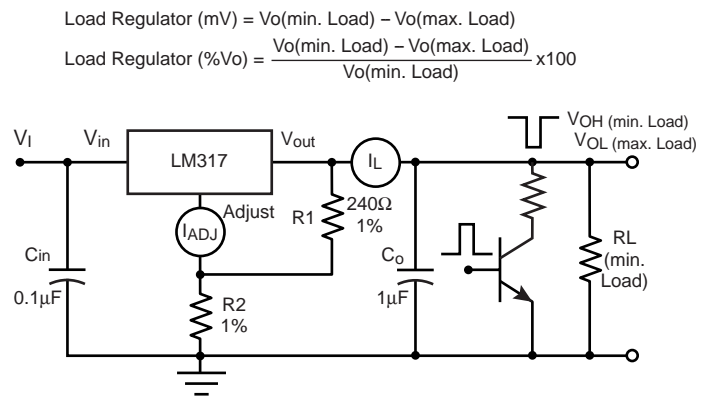 Load Regulator (mV) = Vo(min. Load) – Vo(max. Load)
Load Regulator (%Vo) = Vo(min. Load) – Vo(max. Load) x100
Vo(min. Load)
VOH (min. Load)
VOL (max. Load)
VI
Vin
LM317
Vout
IL
Adjust
IADJ
R1
240Ω
1%
Cin
0.1μF
R2
1%
Co
1μF
RL
(min.
Load)